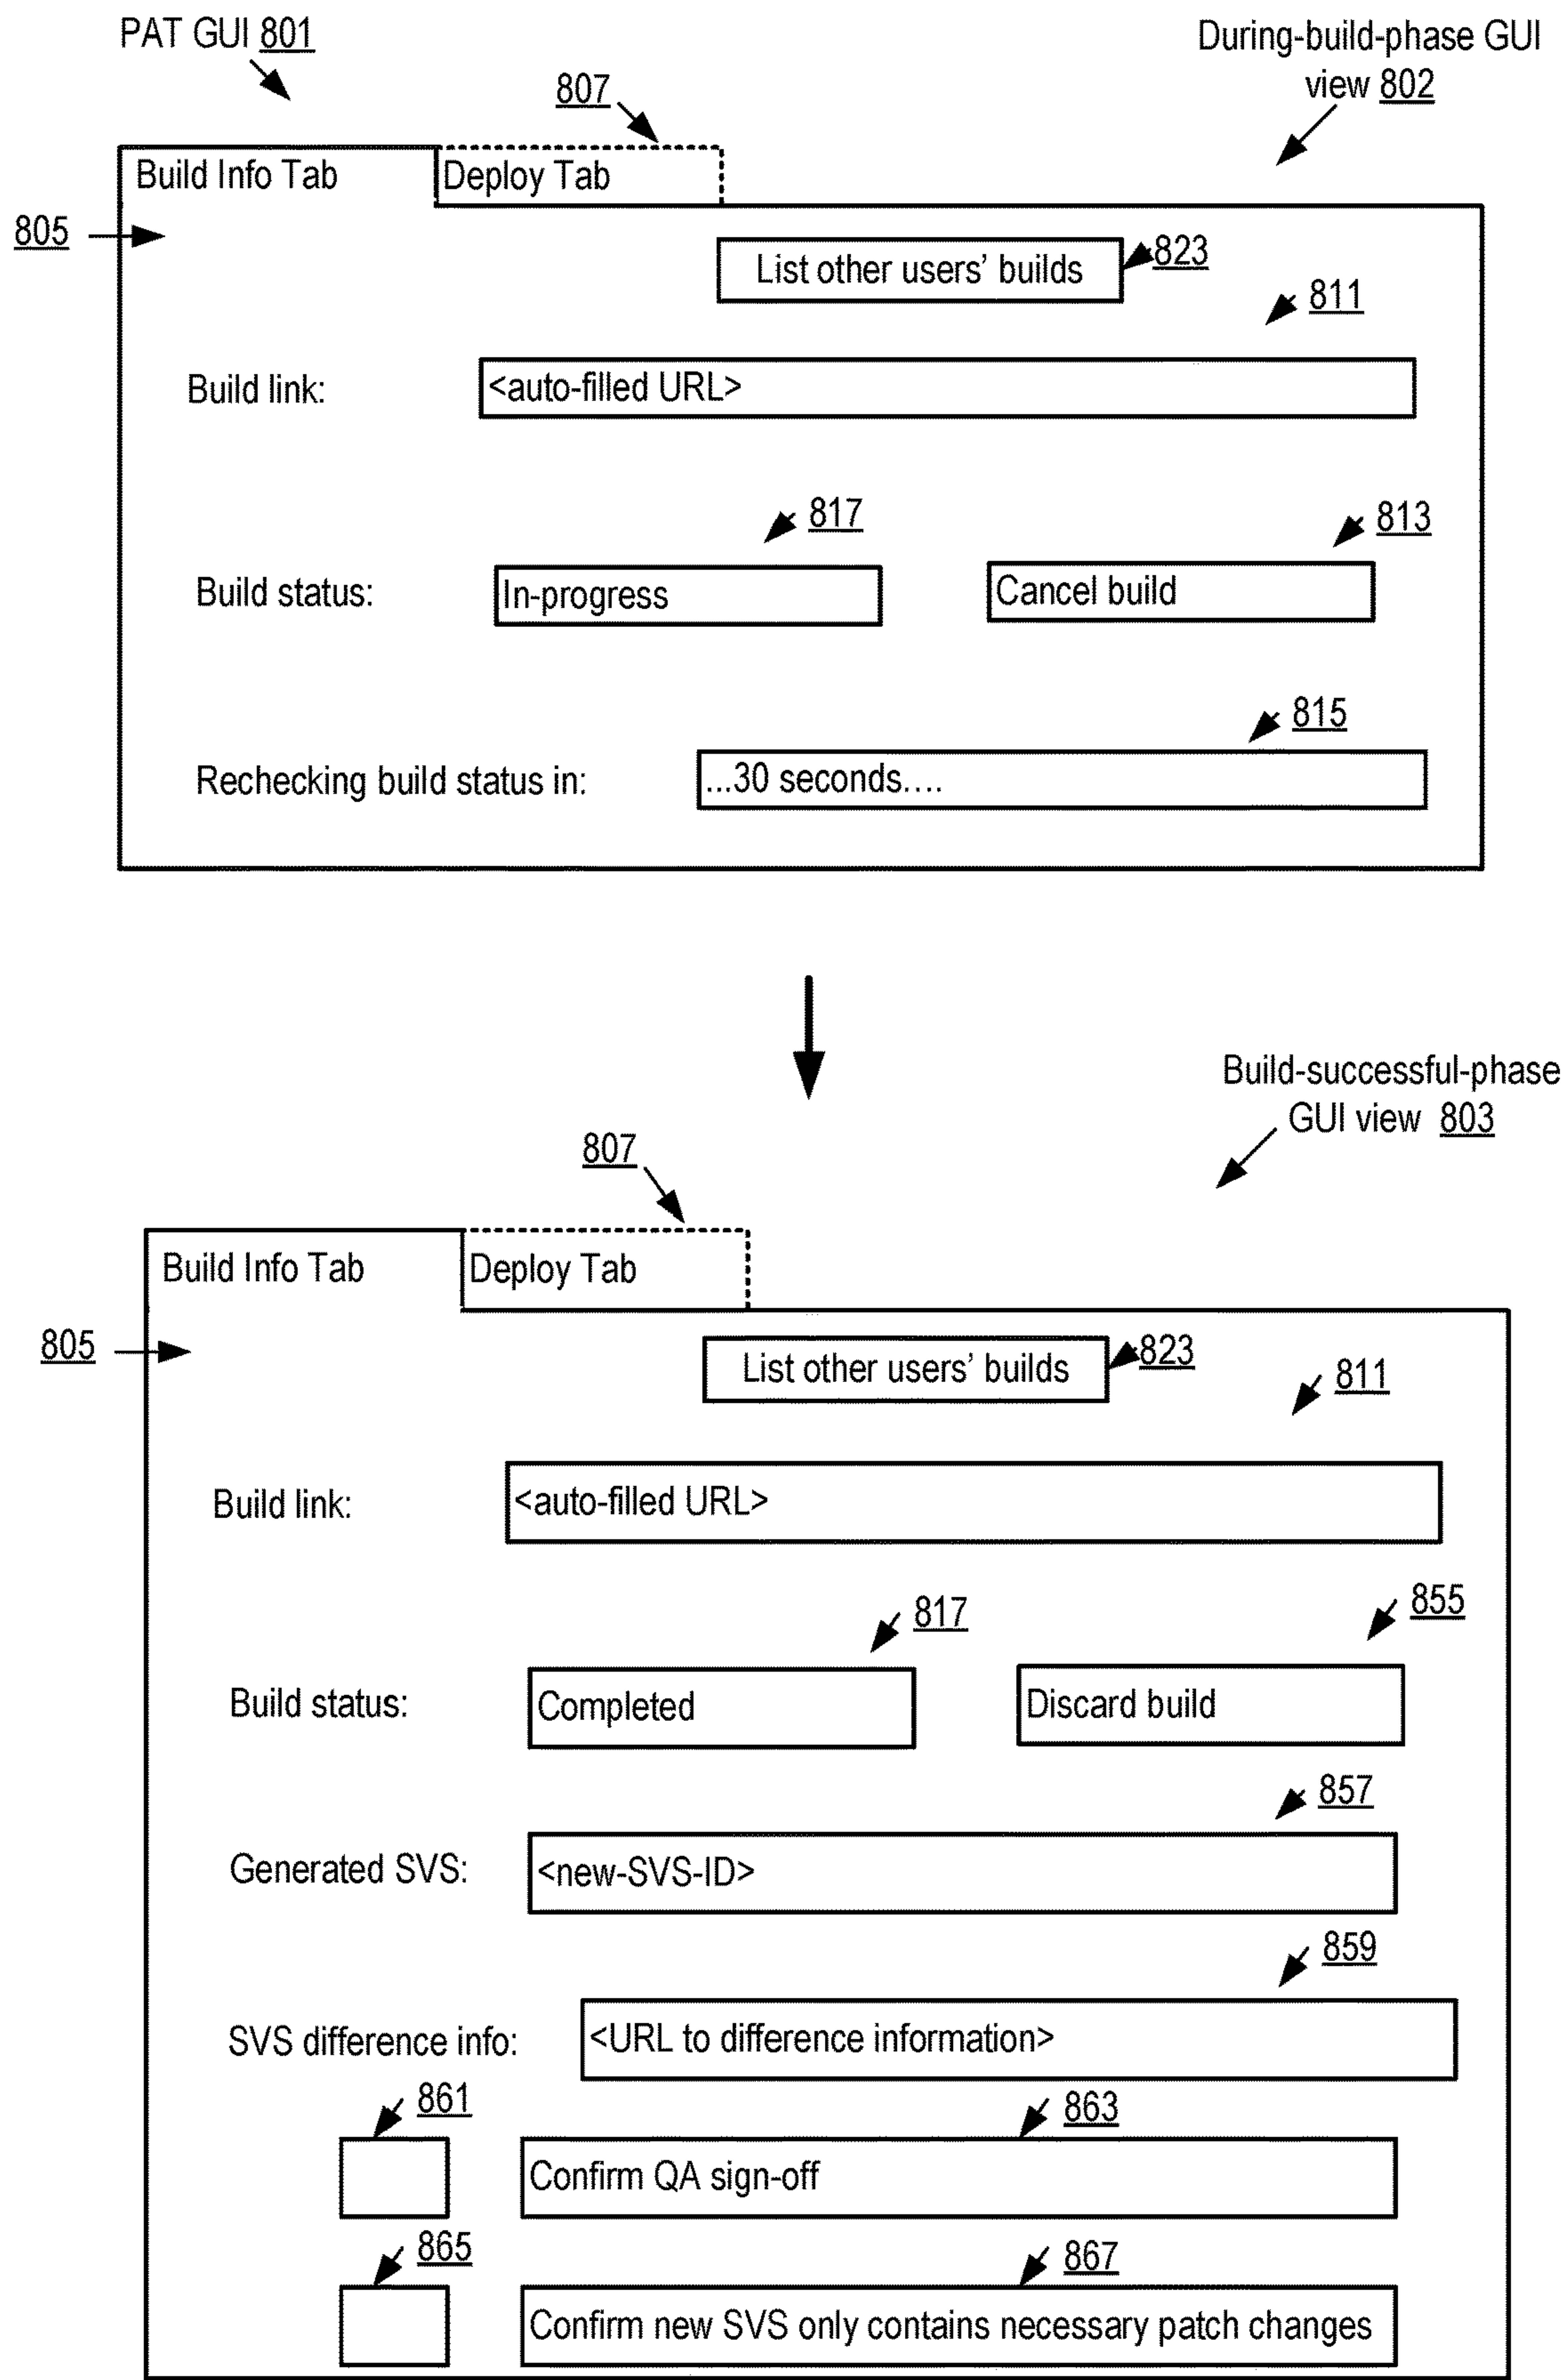 PAT GUI 801
During-build-phase GUI
view 802
807
Build Info Tab
Deploy Tab
805
List other users’ builds
823
811
Build link:
<auto-filled URL>
817
813
Build status:
In-progress
Cancel build
815
Rechecking build status in:
...30 seconds….
Build-successful-phase
GUI view 803
807
Build Info Tab
Deploy Tab
805
List other users’ builds
823
811
Build link:
<auto-filled URL>
817
855
Build status:
Completed
Discard build
857
Generated SVS:
<new-SVS-ID>
859
SVS difference info:
<URL to difference information>
861
863
Confirm QA sign-off
865
867
Confirm new SVS only contains necessary patch changes